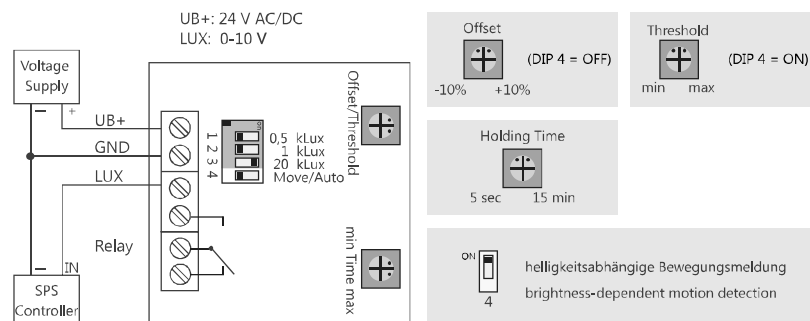 UB+: 24 V AC/DC
LUX: 0-10 V
Voltage
Supply
−
+
UB+
GND
LUX
Relay
−
IN
SPS
Controller
on
1
2
3
4
0,5 kLux
1 kLux
20 kLux
Move/Auto
Offset/Threshold
min Time max
Offset
(DIP 4 = OFF)
-10% +10%
Threshold
(DIP 4 = ON)
min max
Holding Time
5 sec 15 min
ON
4
helligkeitsabhängige Bewegungsmeldung
brightness-dependent motion detection